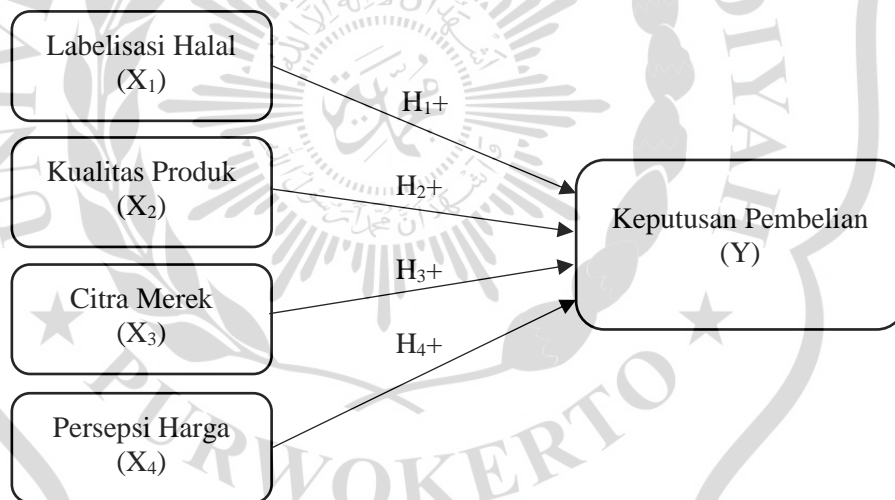 Labelisasi Halal
(X₁)
H₁+
Kualitas Produk
(X₂)
H₂+
Keputusan Pembelian
(Y)
Citra Merek
(X₃)
H₃+
H₄+
Persepsi Harga
(X₄)
PURWOKERTO